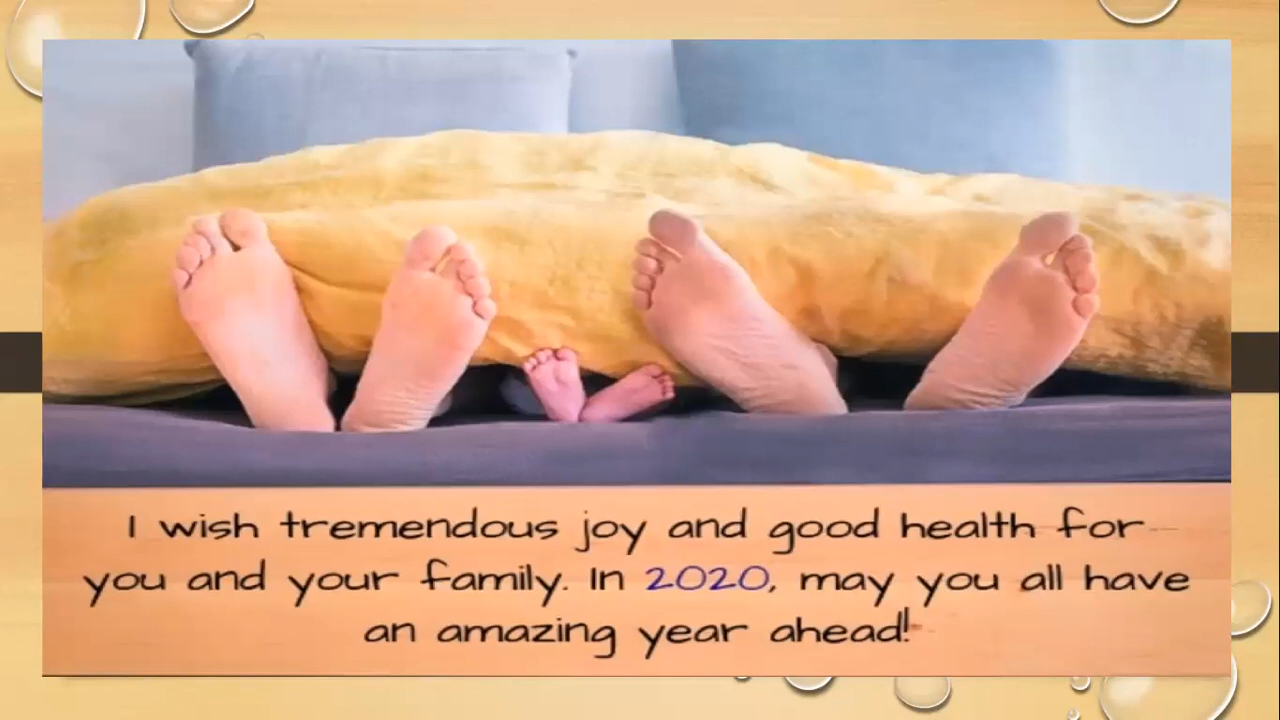 I wish tremendous joy and good health for
you and your family. In 2020, may you all have
an amazing year ahead!